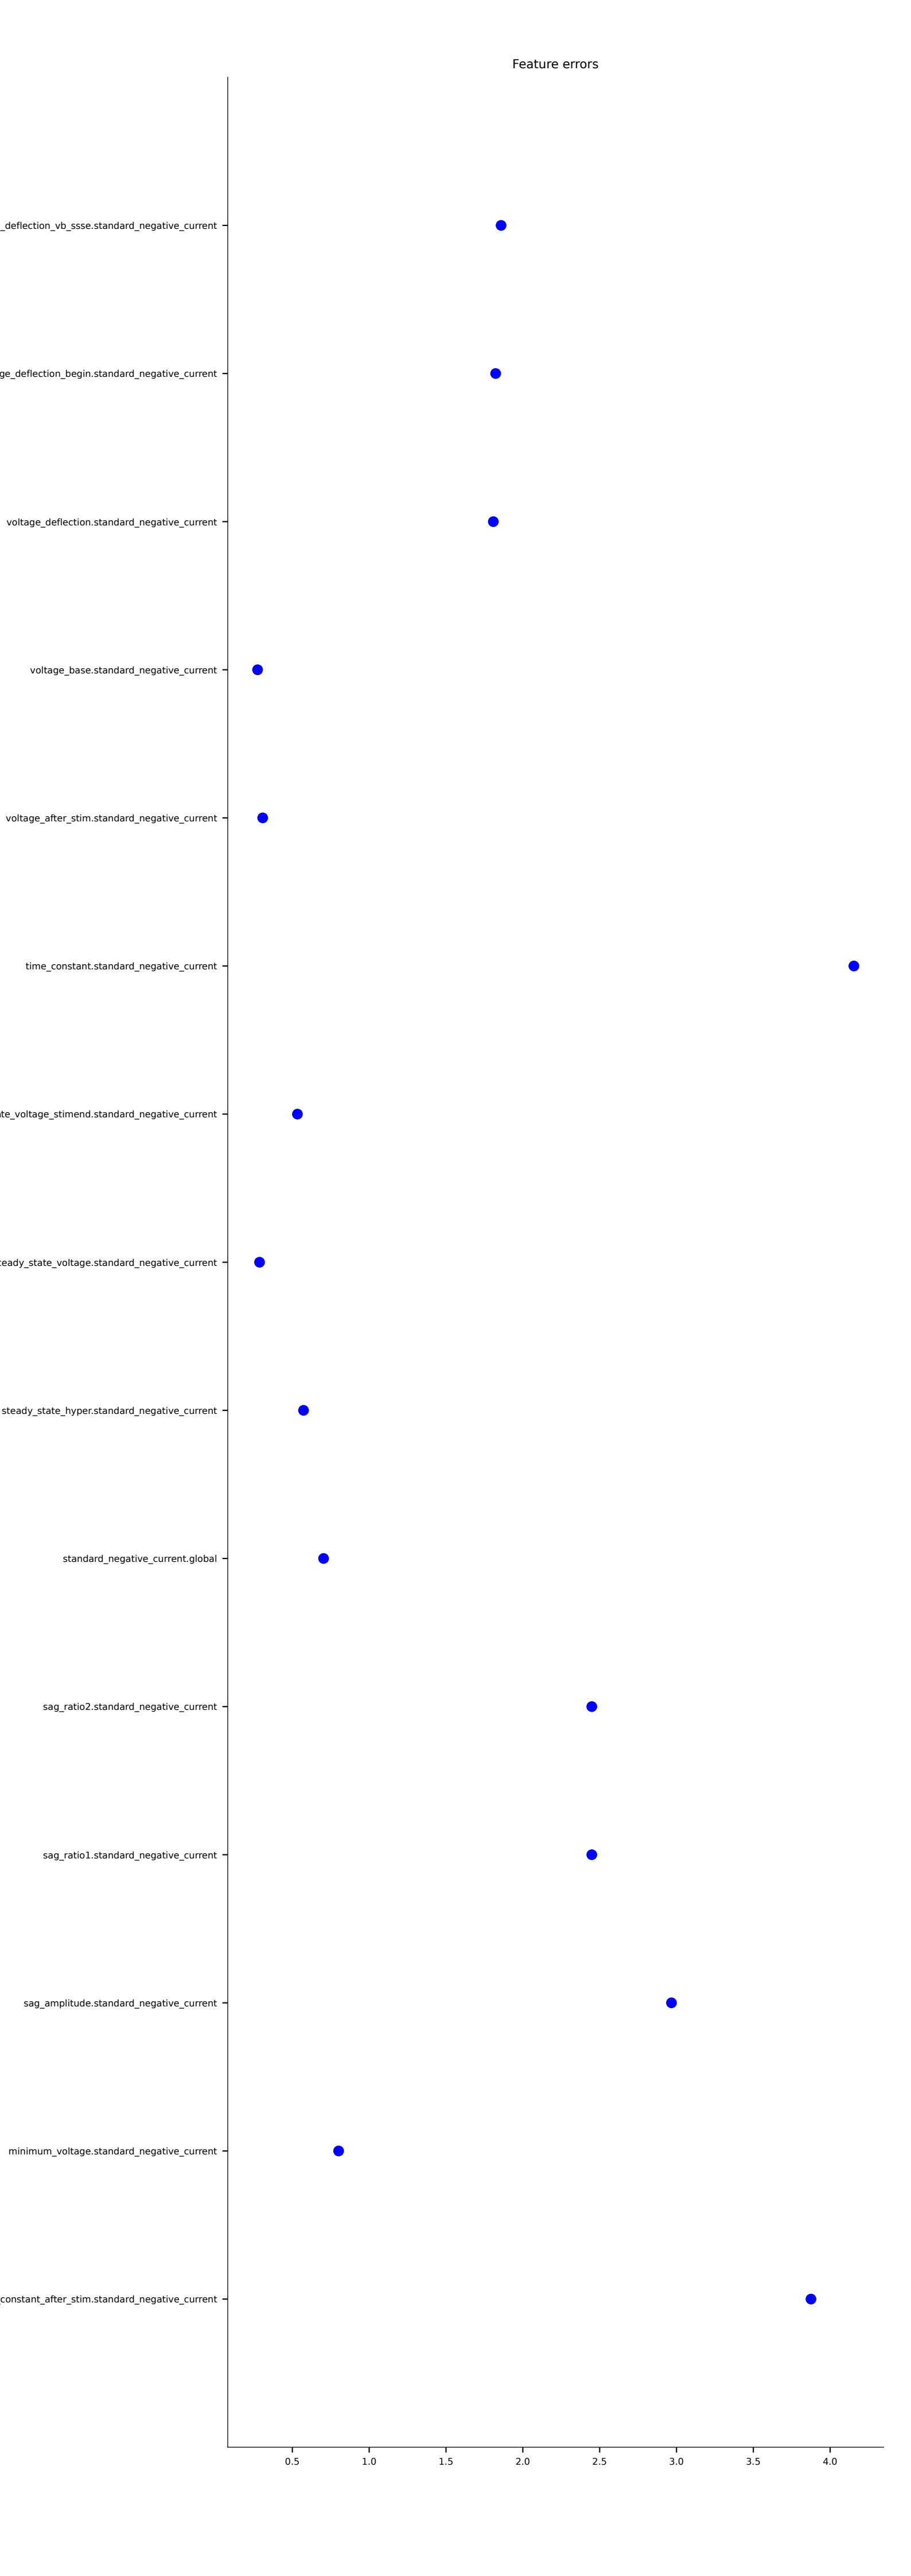 Feature errors
_deflection_vb_ssse.standard_negative_current
ge_deflection_begin.standard_negative_current
voltage_deflection.standard_negative_current
voltage_base.standard_negative_current
voltage_after_stim.standard_negative_current
time_constant.standard_negative_current
te_voltage_stimend.standard_negative_current
eady_state_voltage.standard_negative_current
steady_state_hyper.standard_negative_current
standard_negative_current.global
sag_ratio2.standard_negative_current
sag_ratio1.standard_negative_current
sag_amplitude.standard_negative_current
minimum_voltage.standard_negative_current
constant_after_stim.standard_negative_current
0.5 1.0 1.5 2.0 2.5 3.0 3.5 4.0